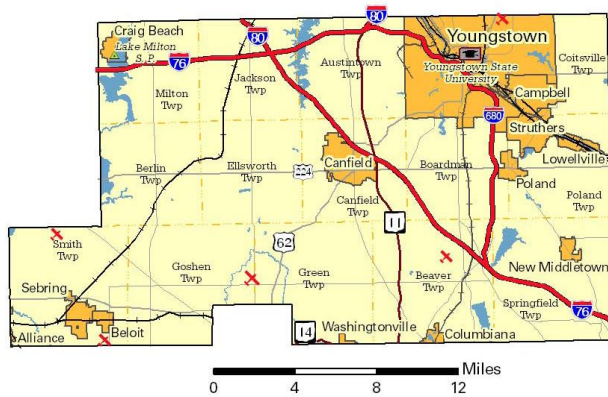 80
80
Craig Beach
Lake Milton
S. P.
76
Milton
Twp
Jackson
Twp
Austintown
Twp
Youngstown
Youngstown State
University
Coitsville
Twp
Campbell
680
Struthers
Lowellville
Berlin
Twp
Ellsworth
Twp
224
Canfield
Canfield
Twp
Boardman
Twp
Poland
Poland
Twp
11
62
Smith
Twp
Goshen
Twp
Green
Twp
Beaver
Twp
New Middletown
Springfield
Twp
76
Sebring
Alliance
Beloit
14
Washingtonville
Columbiana
Miles
0 4 8 12